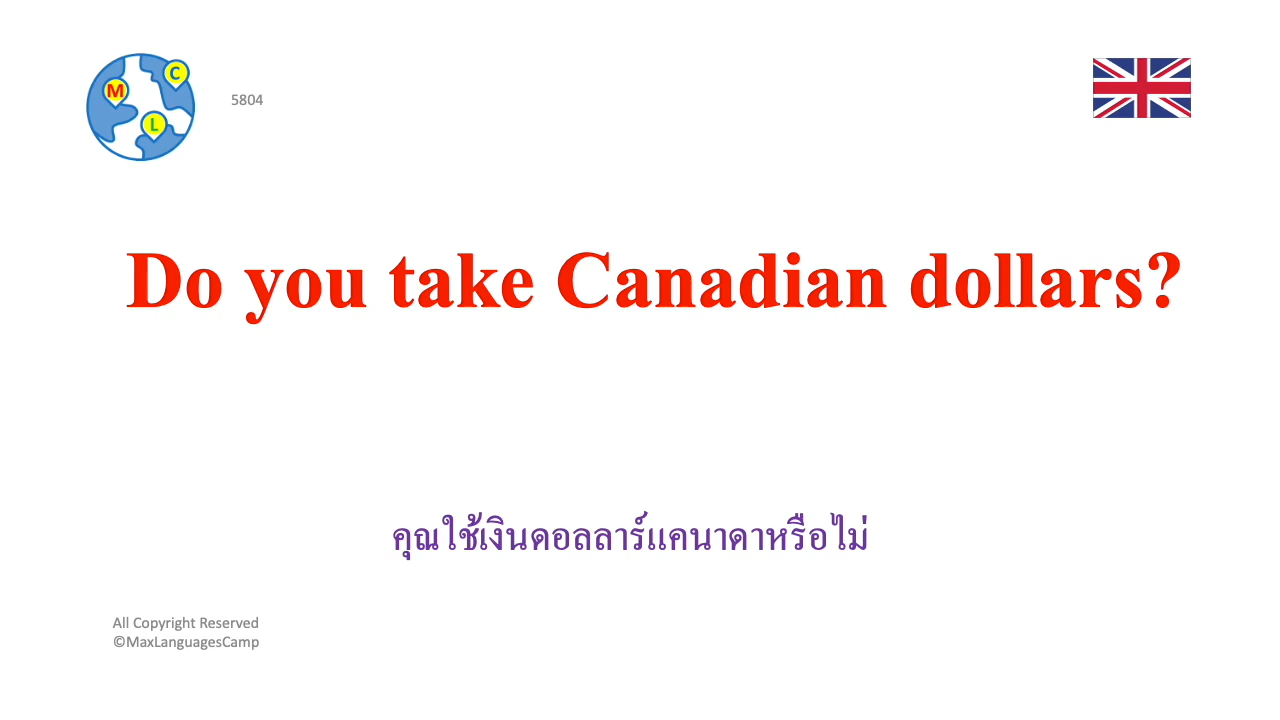 M
C
L
5804
Do you take Canadian dollars?
คุณใช้เงินดอลลาร์แคนาดาหรือไม่
All Copyright Reserved
©MaxLanguagesCamp